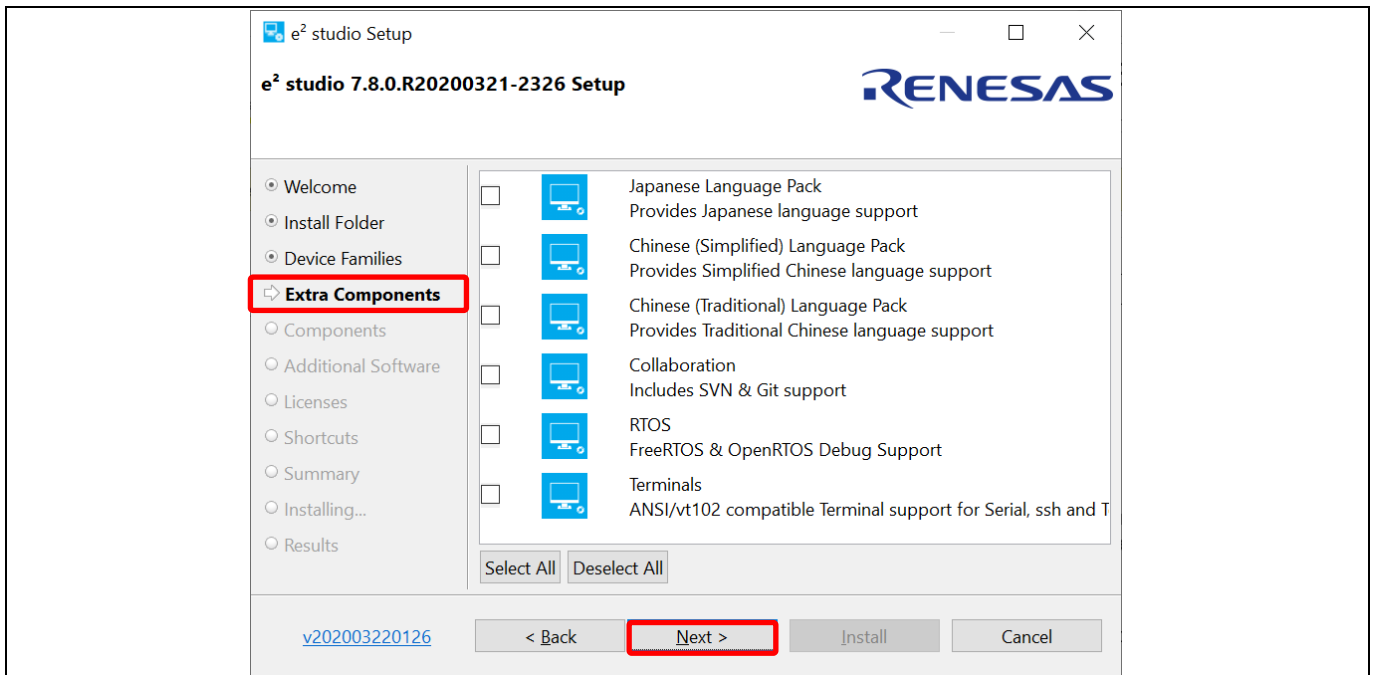 e² studio Setup
e² studio 7.8.0.R20200321-2326 Setup
RENESAS
Welcome
Install Folder
Device Families
Extra Components
Components
Additional Software
Licenses
Shortcuts
Summary
Installing...
Results
Japanese Language Pack
Provides Japanese language support
Chinese (Simplified) Language Pack
Provides Simplified Chinese language support
Chinese (Traditional) Language Pack
Provides Traditional Chinese language support
Collaboration
Includes SVN & Git support
RTOS
FreeRTOS & OpenRTOS Debug Support
Terminals
ANSI/vt102 compatible Terminal support for Serial, ssh and T
Select All Deselect All
v202003220126 < Back Next > Install Cancel